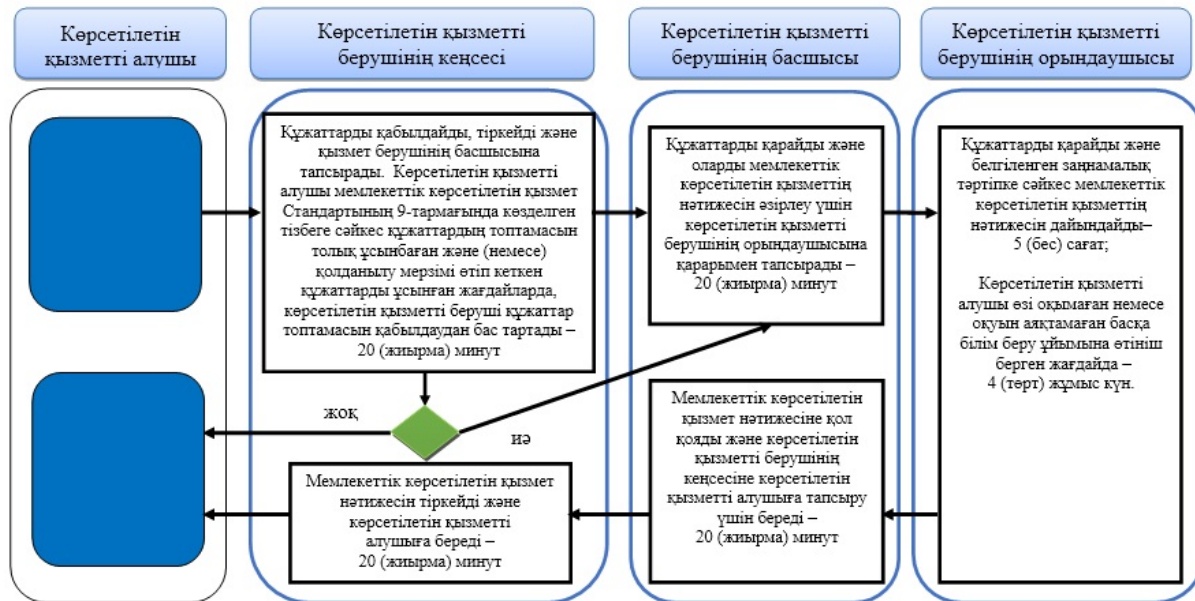 Көрсетілетін
қызметті алушы
Көрсетілетін қызметті
берушінің кеңсесі
Көрсетілетін қызметті
берушінің басшысы
Көрсетілетін қызметті
берушінің орындаушысы
Құжаттарды қабылдайды, тіркейді және
қызмет берушінің басшысына
тапсырады. Көрсетілетін қызметті
алушы мемлекеттік көрсетілетін қызмет
Стандартының 9-тармағында көзделген
тізбеге сәйкес құжаттардың топтамасын
толық ұсынбаған және (немесе)
қолданылу мерзімі өтіп кеткен
құжаттарды ұсынған жағдайларда,
көрсетілетін қызметті беруші құжаттар
топтамасын қабылдаудан бас тартады –
20 (жиырма) минут
Құжаттарды қарайды және
оларды мемлекеттік
көрсетілетін қызметтің
нәтижесін әзірлеу үшін
көрсетілетін қызметті
берушінің орындаушысына
қарарымен тапсырады –
20 (жиырма) минут
Құжаттарды қарайды және
белгіленген заңнамалық
тәртіпке сәйкес мемлекеттік
көрсетілетін қызметтің
нәтижесін дайындайды–
5 (бес) сағат;
Көрсетілетін қызметті
алушы өзі оқымаған немесе
оқуын аяқтамаған басқа
білім беру ұйымына өтініш
берген жағдайда –
4 (төрт) жұмыс күн.
жоқ
иә
Мемлекеттік көрсетілетін қызмет
нәтижесін тіркейді және
көрсетілетін қызметті
алушыға береді –
20 (жиырма) минут
Мемлекеттік көрсетілетін
қызмет нәтижесіне қол
қояды және көрсетілетін
қызметті берушінің
кеңсесіне көрсетілетін
қызметті алушыға тапсыру
үшін береді –
20 (жиырма) минут